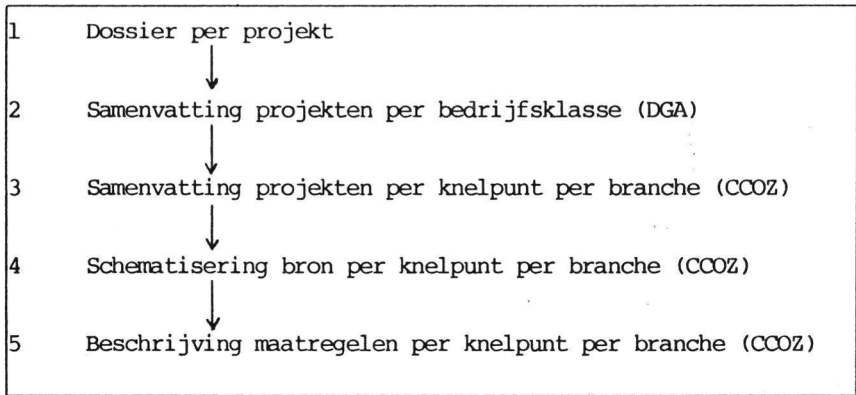 1 Dossier per projekt
2 Samenvatting projekten per bedrijfsklasse (DGA)
3 Samenvatting projekten per knelpunt per branche (CCOZ)
4 Schematisering bron per knelpunt per branche (CCOZ)
5 Beschrijving maatregelen per knelpunt per branche (CCOZ)